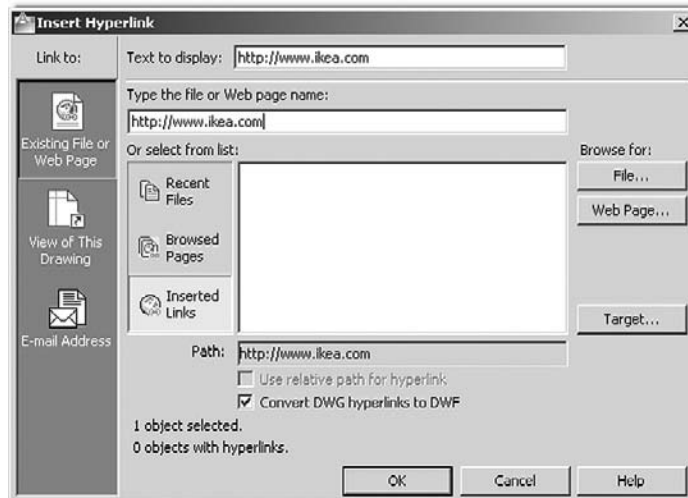 Insert Hyperlink
Link to:
Text to display: http://www.ikea.com
Type the file or Web page name:
http://www.ikea.com
Existing File or
Web Page
Or select from list:
Browse for:
Recent
Files
File...
Web Page...
View of This
Drawing
Browsed
Pages
Inserted
Links
Target...
E-mail Address
Path: http://www.ikea.com
Use relative path for hyperlink
Convert DWG hyperlinks to DWF
1 object selected.
0 objects with hyperlinks.
OK Cancel Help